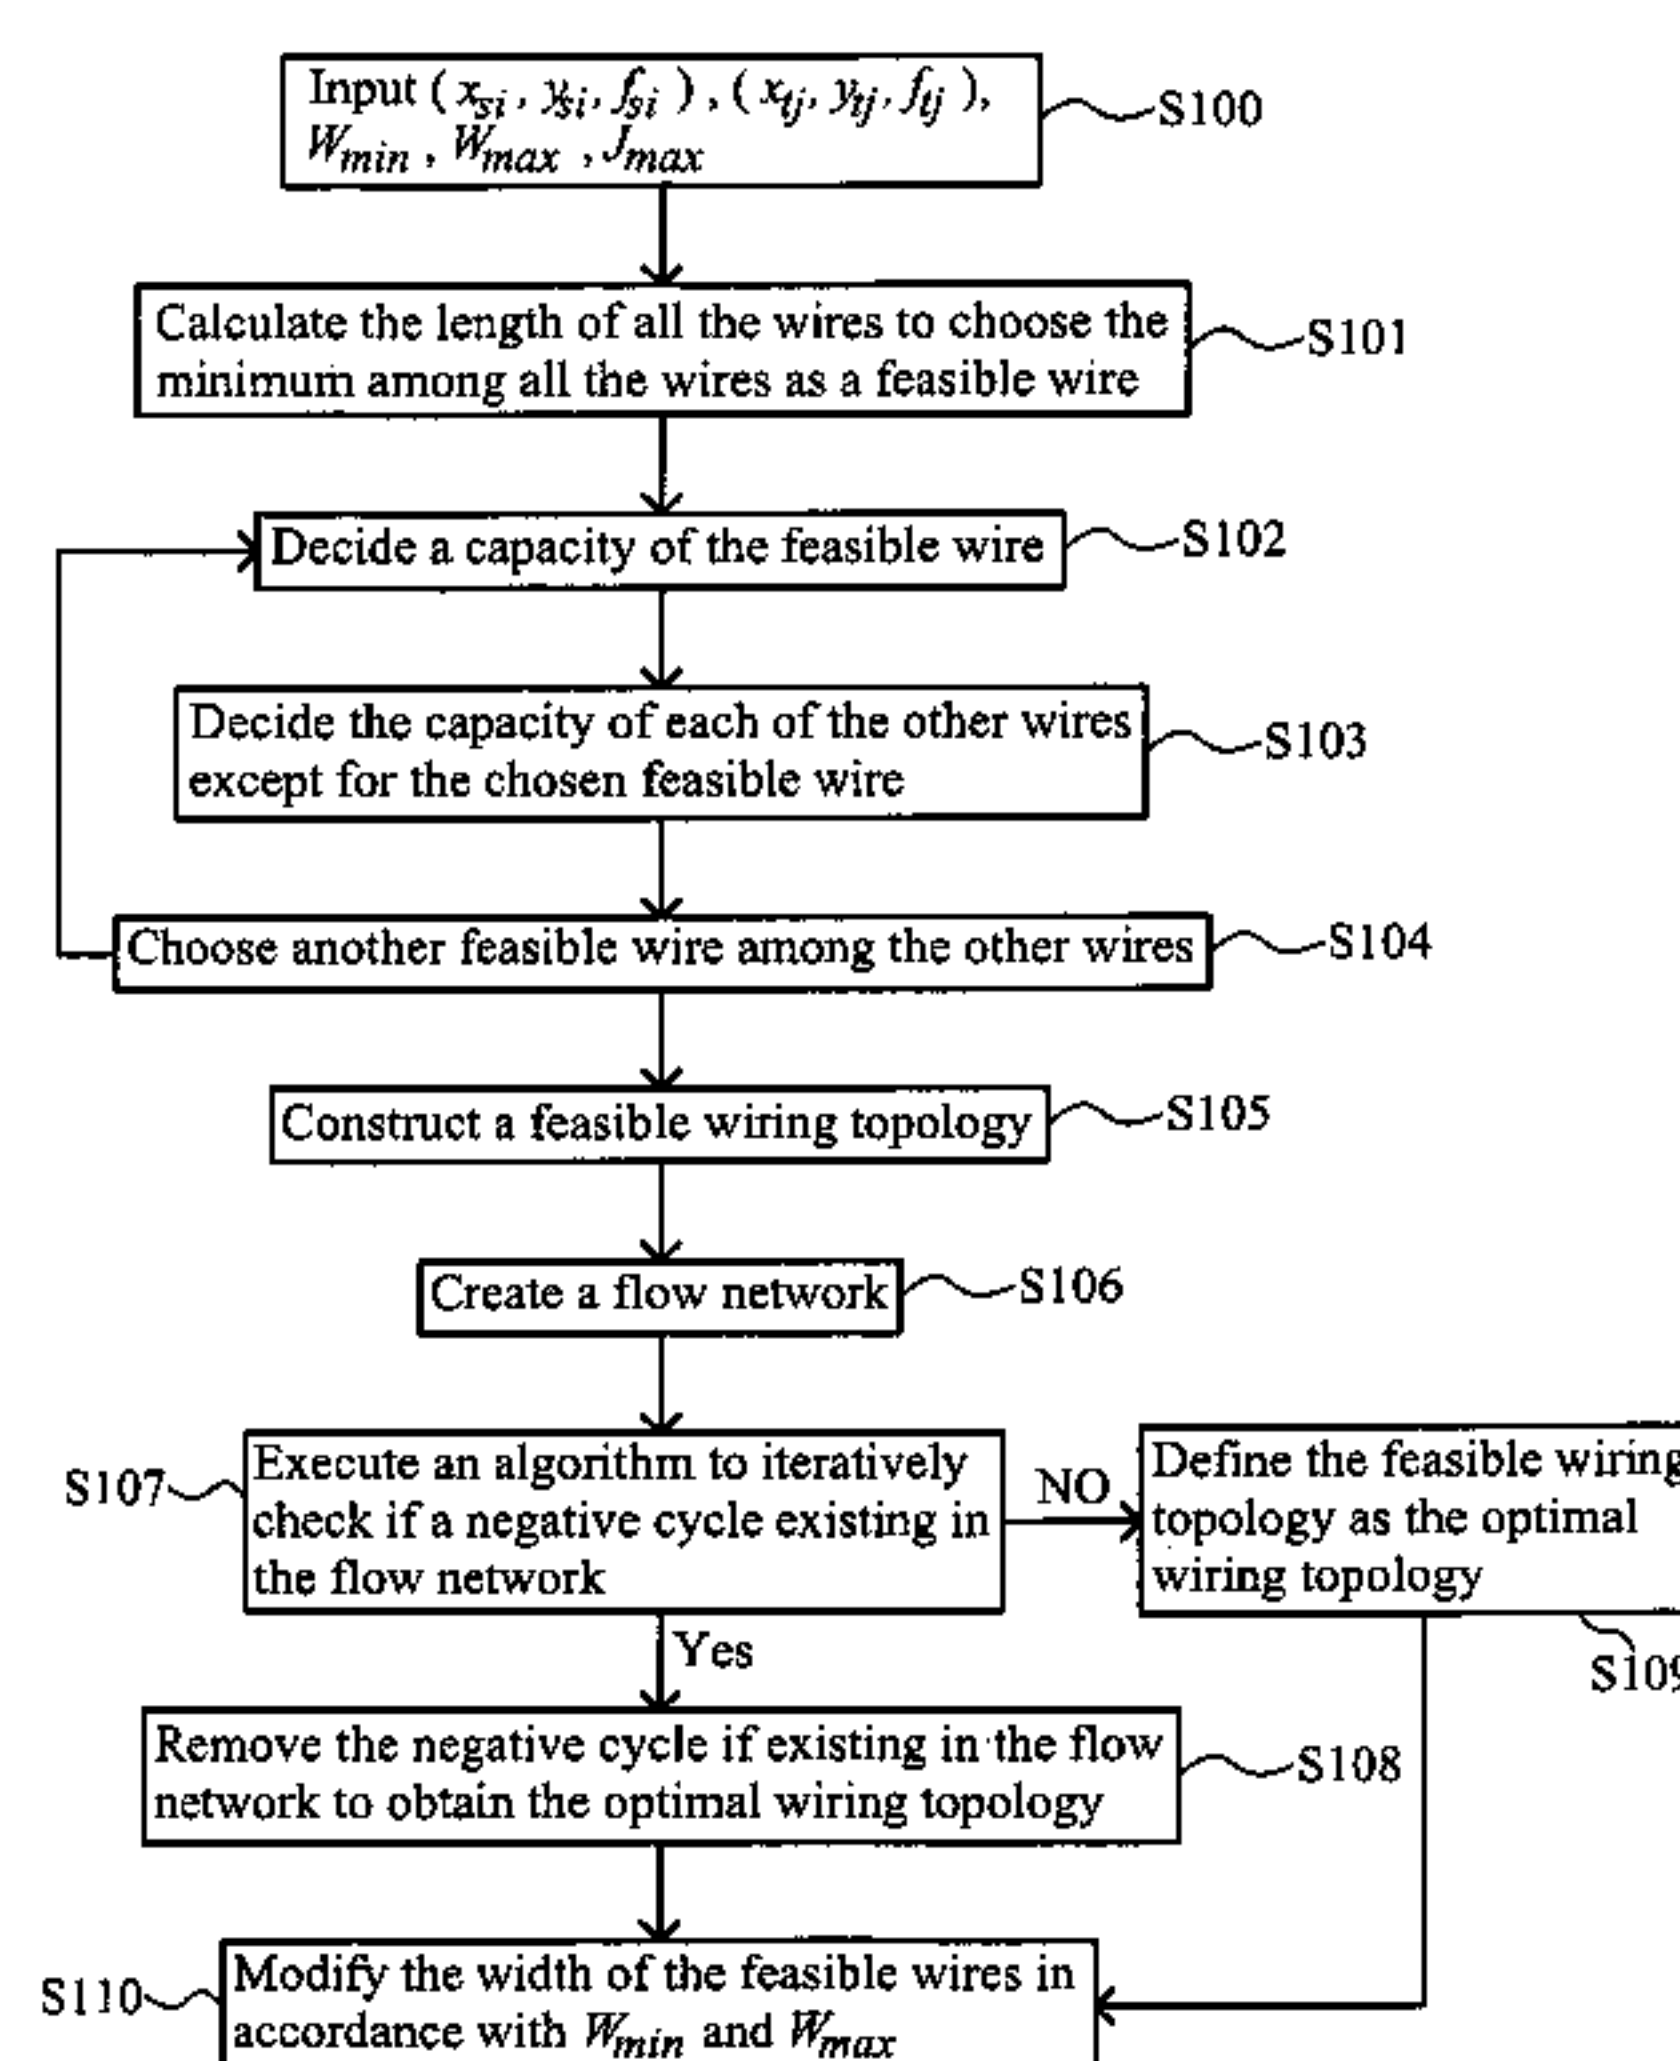 Input ( x_si , y_si , f_si ) , ( x_tj , y_tj , f_tj ),
W_min , W_max , J_max
S100
Calculate the length of all the wires to choose the
minimum among all the wires as a feasible wire
S101
Decide a capacity of the feasible wire
S102
Decide the capacity of each of the other wires
except for the chosen feasible wire
S103
Choose another feasible wire among the other wires
S104
Construct a feasible wiring topology
S105
Create a flow network
S106
S107
Execute an algorithm to iteratively
check if a negative cycle existing in
the flow network
NO
Define the feasible wiring
topology as the optimal
wiring topology
S109
Yes
Remove the negative cycle if existing in the flow
network to obtain the optimal wiring topology
S108
S110
Modify the width of the feasible wires in
accordance with W_min and W_max